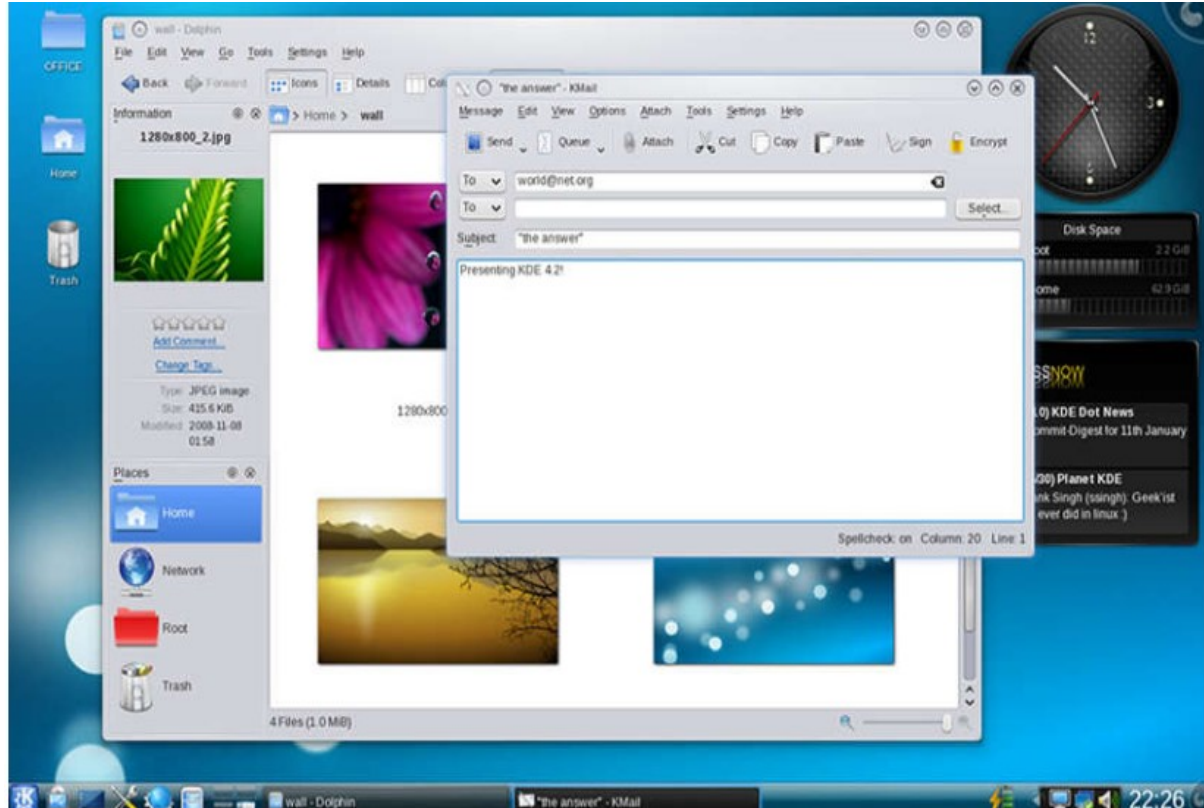 OFFICE
Home
Trash
wall - Dolphin
File Edit View Go Tools Settings Help
Back Forward Icons Details
Information
1280x800_2.jpg
Home > wall
Add Comment...
Change Tags...
Type: JPEG image
Size: 415.6 KiB
Modified: 2008-11-08
01:58
Places
Home
Network
Root
Trash
1280x800
4 Files (1.0 MiB)
"the answer" - KMail
Message Edit View Options Attach Tools Settings Help
Send Queue Attach Cut Copy Paste Sign Encrypt
To world@net.org
To Select...
Subject: "the answer"
Presenting KDE 4.2!
Spellcheck: on Column: 20 Line: 1
12
3
6
Disk Space
oot 2.2 GiB
ome 62.9 GiB
SSNOW
.0) KDE Dot News
ommit-Digest for 11th January
/30) Planet KDE
nk Singh (ssingh): Geek'ist
ever did in linux :)
wall - Dolphin
"the answer" - KMail
22:26